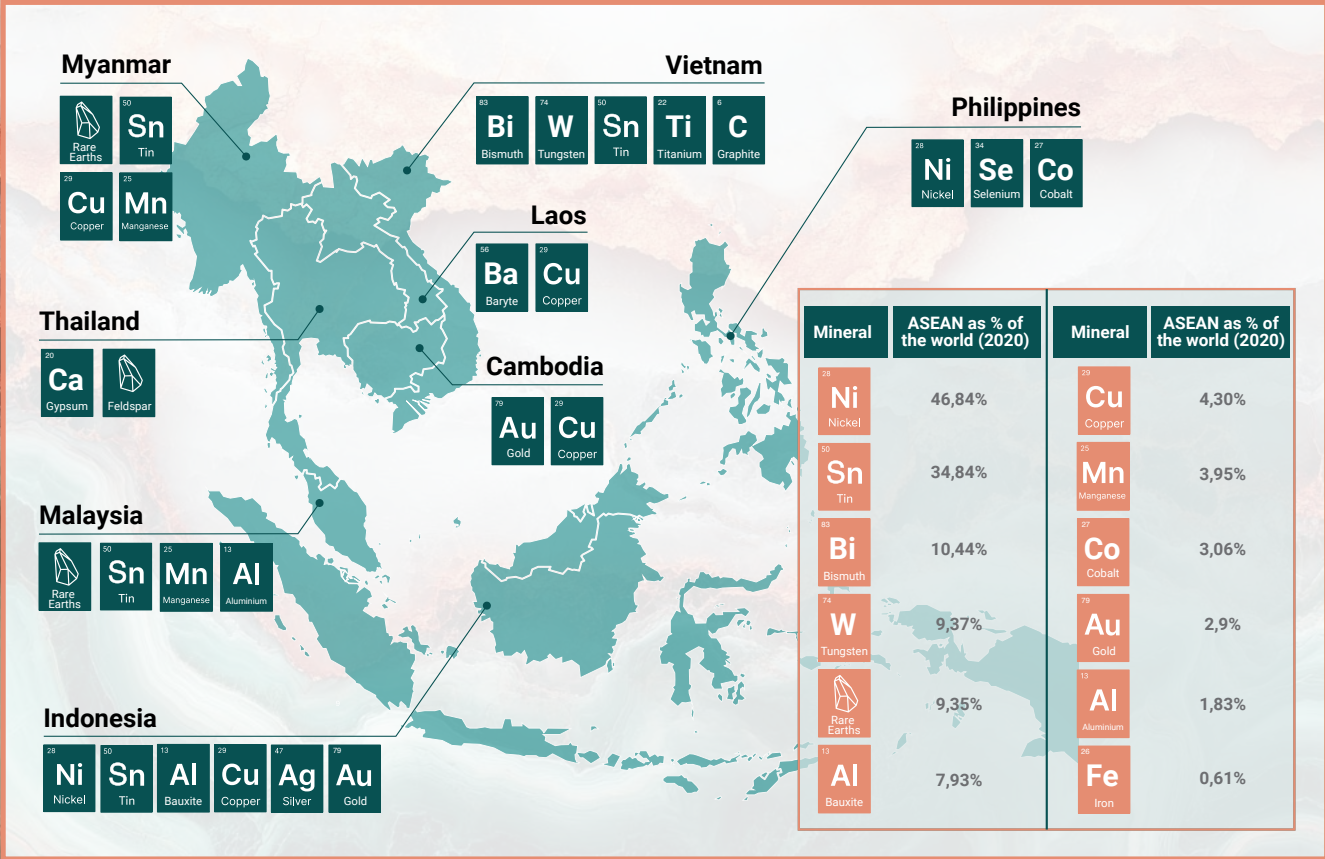 Myanmar
Rare
Earths
50
Sn
Tin
29
Cu
Copper
25
Mn
Manganese
Vietnam
83
Bi
Bismuth
74
W
Tungsten
50
Sn
Tin
22
Ti
Titanium
6
C
Graphite
Philippines
28
Ni
Nickel
34
Se
Selenium
27
Co
Cobalt
Laos
56
Ba
Baryte
29
Cu
Copper
Thailand
20
Ca
Gypsum
Feldspar
Cambodia
79
Au
Gold
29
Cu
Copper
Malaysia
Rare
Earths
50
Sn
Tin
25
Mn
Manganese
13
Al
Aluminium
Indonesia
28
Ni
Nickel
50
Sn
Tin
13
Al
Bauxite
29
Cu
Copper
47
Ag
Silver
79
Au
Gold
Mineral
ASEAN as % of
the world (2020)
28
Ni
Nickel
46,84%
50
Sn
Tin
34,84%
83
Bi
Bismuth
10,44%
74
W
Tungsten
9,37%
Rare
Earths
9,35%
13
Al
Bauxite
7,93%
Mineral
ASEAN as % of
the world (2020)
29
Cu
Copper
4,30%
25
Mn
Manganese
3,95%
27
Co
Cobalt
3,06%
79
Au
Gold
2,9%
13
Al
Aluminium
1,83%
26
Fe
Iron
0,61%